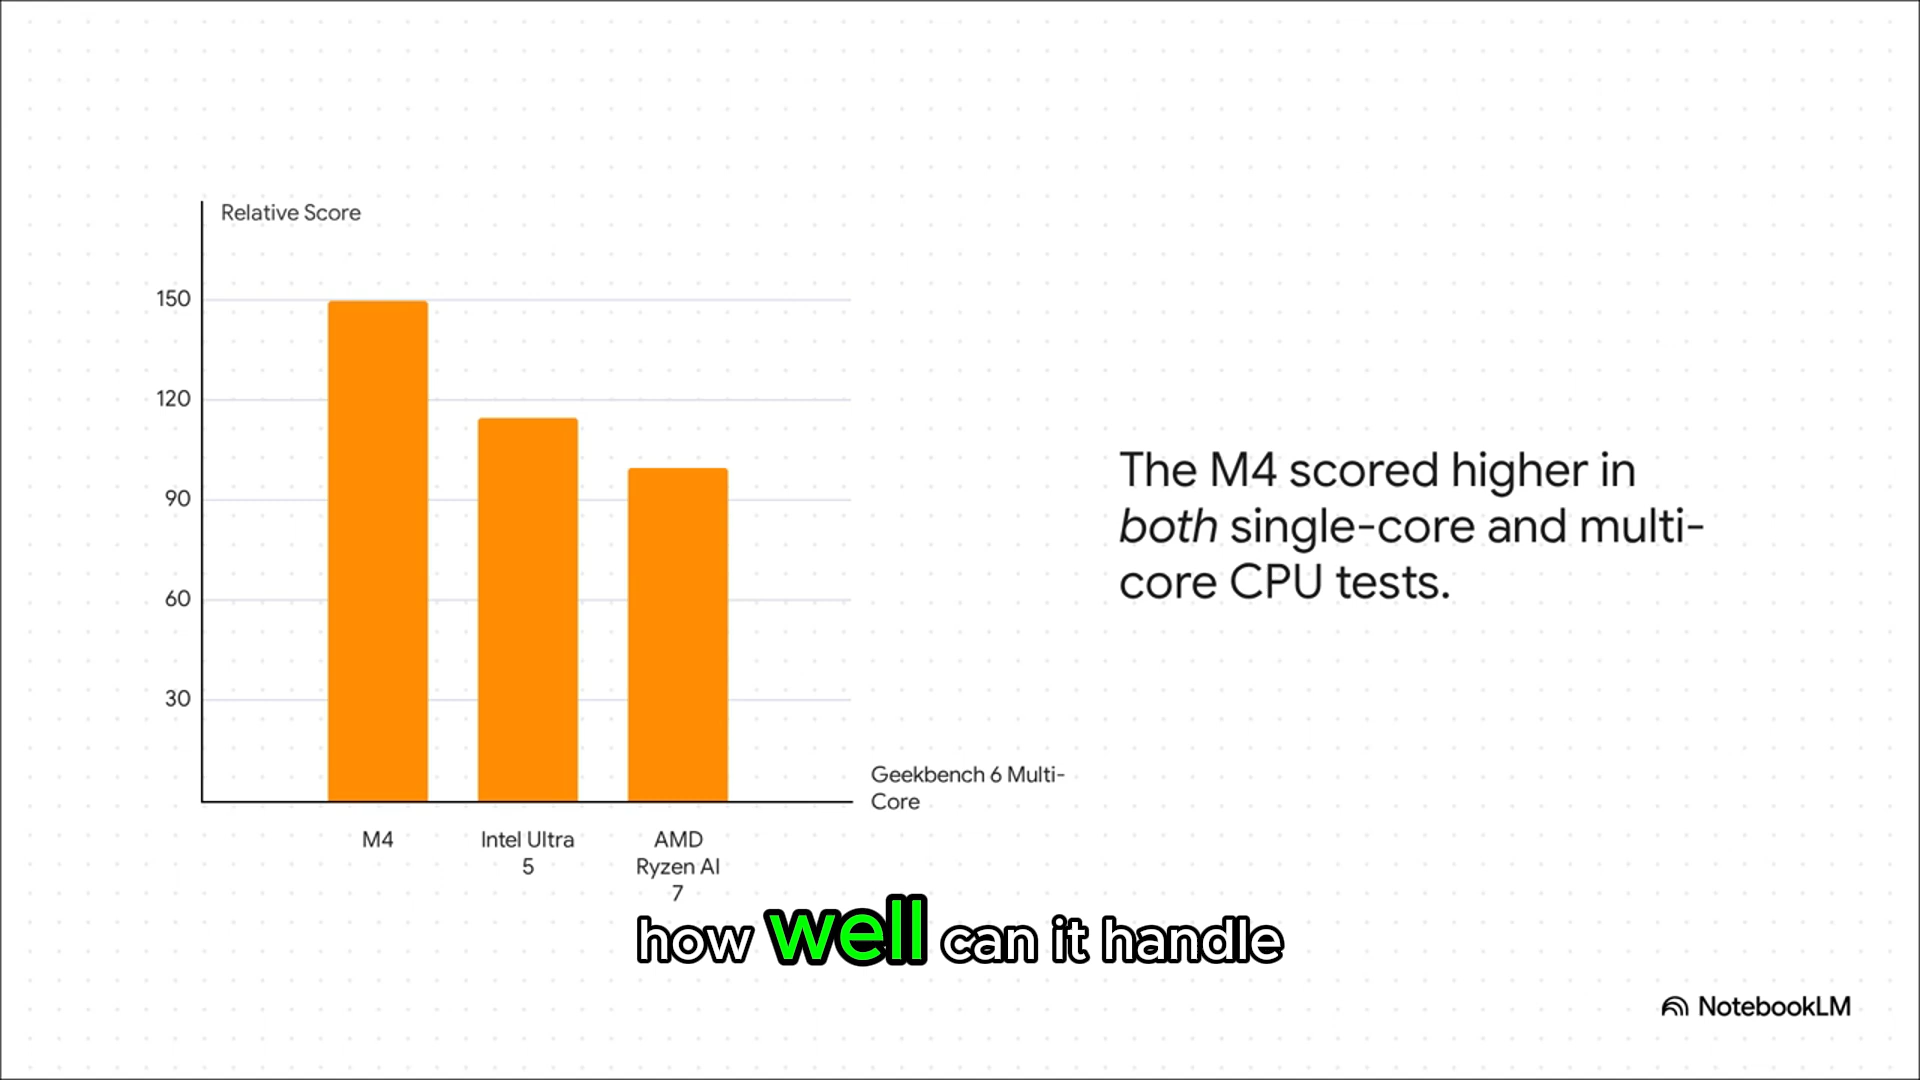 Relative Score
150
120
90
60
30
Geekbench 6 Multi-
Core
M4
Intel Ultra
5
AMD
Ryzen AI
7
The M4 scored higher in
both single-core and multi-
core CPU tests.
how well can it handle
NotebookLM